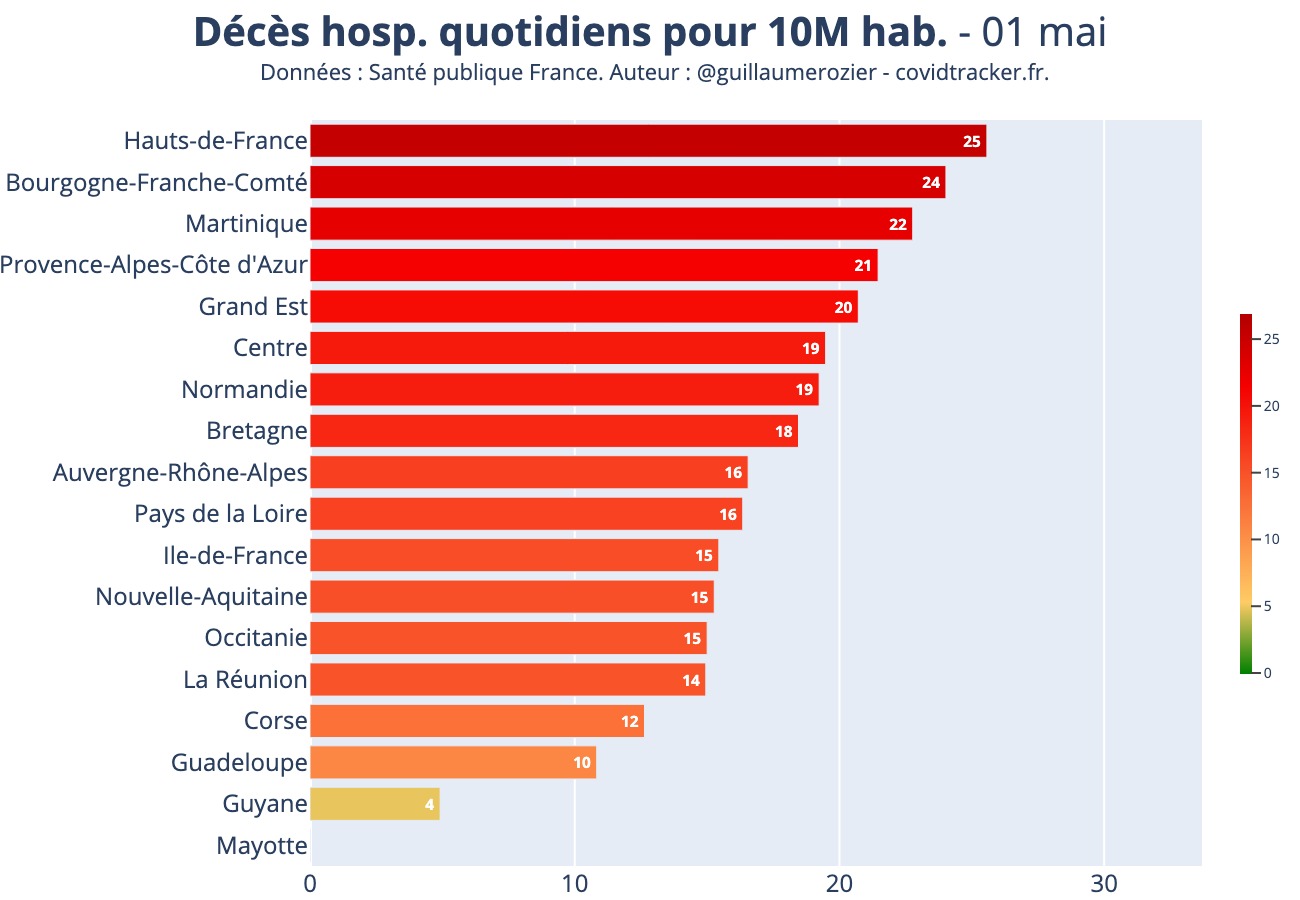 Décès hosp. quotidiens pour 10M hab. - 01 mai
Données : Santé publique France. Auteur : @guillaumerozier - covidtracker.fr.
Hauts-de-France 25
Bourgogne-Franche-Comté 24
Martinique 22
Provence-Alpes-Côte d'Azur 21
Grand Est 20
Centre 19
Normandie 19
Bretagne 18
Auvergne-Rhône-Alpes 16
Pays de la Loire 16
Ile-de-France 15
Nouvelle-Aquitaine 15
Occitanie 15
La Réunion 14
Corse 12
Guadeloupe 10
Guyane 4
Mayotte
0 10 20 30
25
20
15
10
5
0